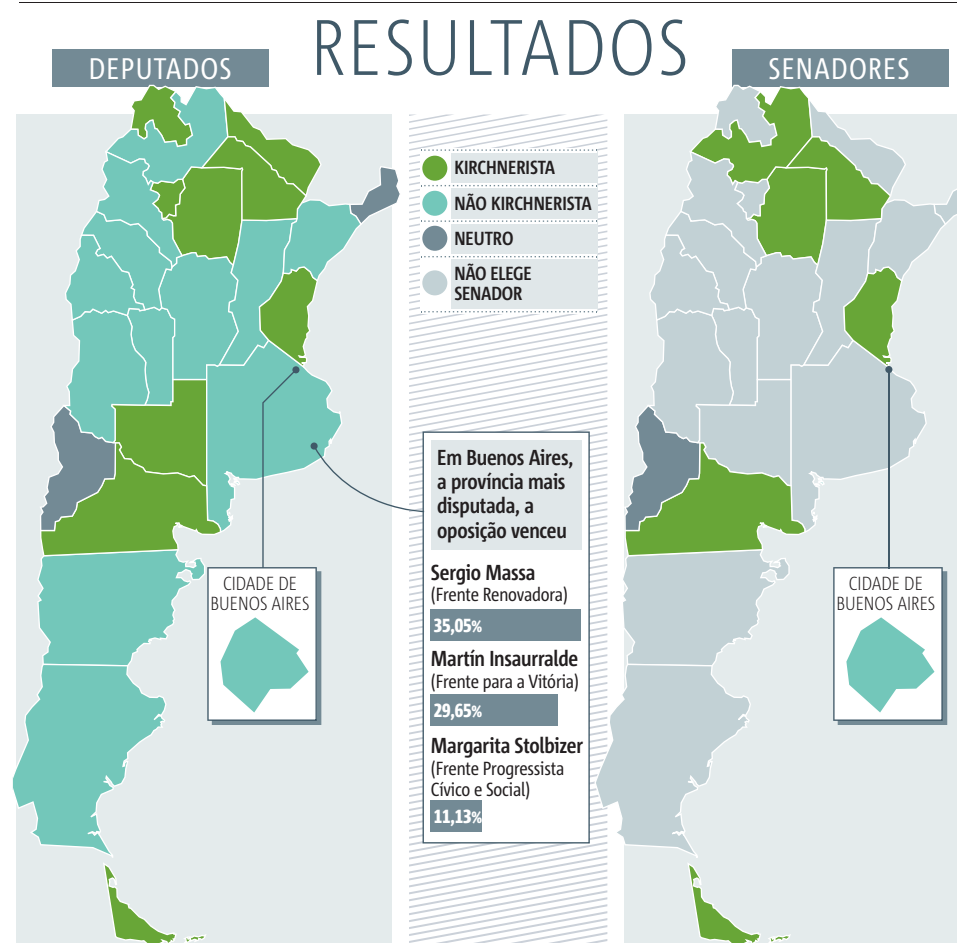 RESULTADOS
DEPUTADOS
SENADORES
KIRCHNERISTA
NÃO KIRCHNERISTA
NEUTRO
NÃO ELEGE
SENADOR
Em Buenos Aires,
a província mais
disputada, a
oposição venceu
Sergio Massa
(Frente Renovadora)
35,05%
Martín Insaurralde
(Frente para a Vitória)
29,65%
Margarita Stolbizer
(Frente Progressista
Cívico e Social)
11,13%
CIDADE DE
BUENOS AIRES
CIDADE DE
BUENOS AIRES